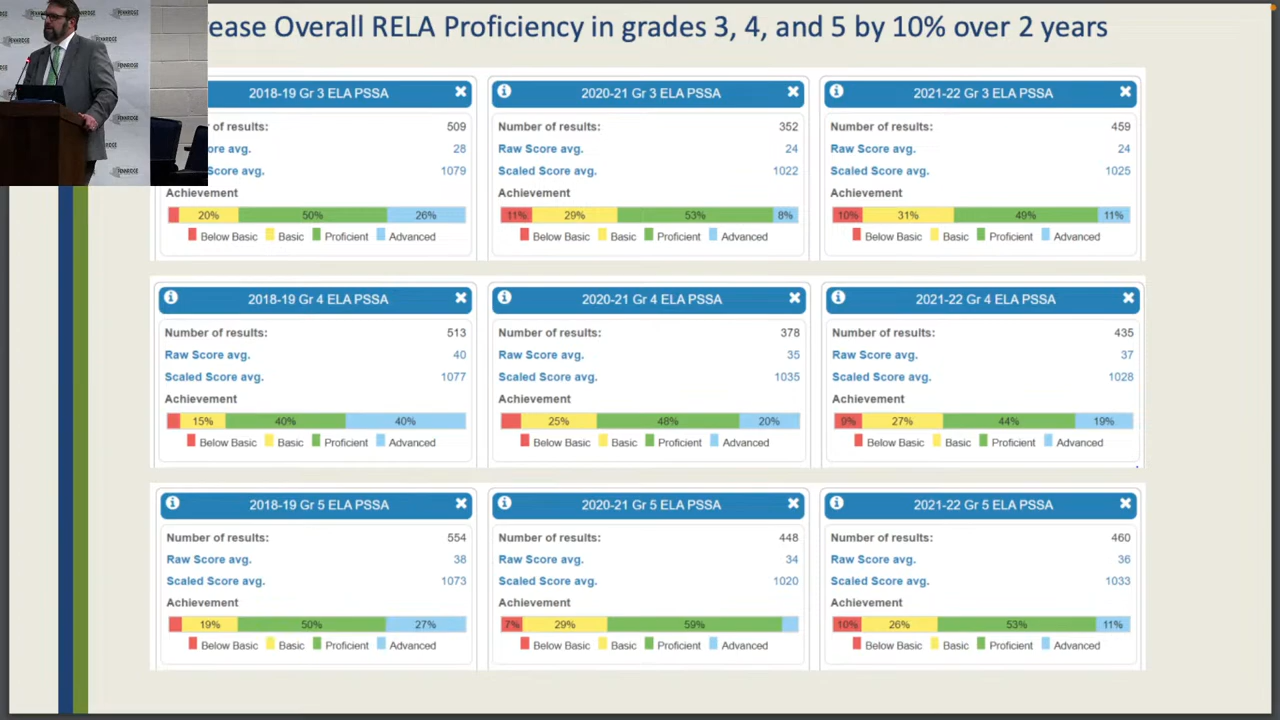 ease Overall RELA Proficiency in grades 3, 4, and 5 by 10% over 2 years
PENNRIDGE
2018-19 Gr 3 ELA PSSA
of results: 509
ore avg. 28
Scaled Score avg. 1079
Achievement
20% 50% 26%
Below Basic Basic Proficient Advanced
2020-21 Gr 3 ELA PSSA
Number of results: 352
Raw Score avg. 24
Scaled Score avg. 1022
Achievement
11% 29% 53% 8%
Below Basic Basic Proficient Advanced
2021-22 Gr 3 ELA PSSA
Number of results: 459
Raw Score avg. 24
Scaled Score avg. 1025
Achievement
10% 31% 49% 11%
Below Basic Basic Proficient Advanced
2018-19 Gr 4 ELA PSSA
Number of results: 513
Raw Score avg. 40
Scaled Score avg. 1077
Achievement
15% 40% 40%
Below Basic Basic Proficient Advanced
2020-21 Gr 4 ELA PSSA
Number of results: 378
Raw Score avg. 35
Scaled Score avg. 1035
Achievement
25% 48% 20%
Below Basic Basic Proficient Advanced
2021-22 Gr 4 ELA PSSA
Number of results: 435
Raw Score avg. 37
Scaled Score avg. 1028
Achievement
9% 27% 44% 19%
Below Basic Basic Proficient Advanced
2018-19 Gr 5 ELA PSSA
Number of results: 554
Raw Score avg. 38
Scaled Score avg. 1073
Achievement
19% 50% 27%
Below Basic Basic Proficient Advanced
2020-21 Gr 5 ELA PSSA
Number of results: 448
Raw Score avg. 34
Scaled Score avg. 1020
Achievement
7% 29% 59%
Below Basic Basic Proficient Advanced
2021-22 Gr 5 ELA PSSA
Number of results: 460
Raw Score avg. 36
Scaled Score avg. 1033
Achievement
10% 26% 53% 11%
Below Basic Basic Proficient Advanced